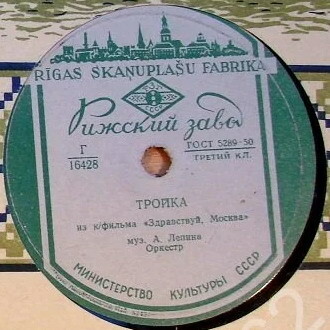 RĪGAS SKAŅUPLAŠU FABRIKA
Рижский завод
Г
16428
ГОСТ 5289-50
ТРЕТИЙ КЛ.
ТРОЙКА
из к/фильма «Здравствуй, Москва»
муз. А. Лепина
Оркестр
МИНИСТЕРСТВО КУЛЬТУРЫ СССР